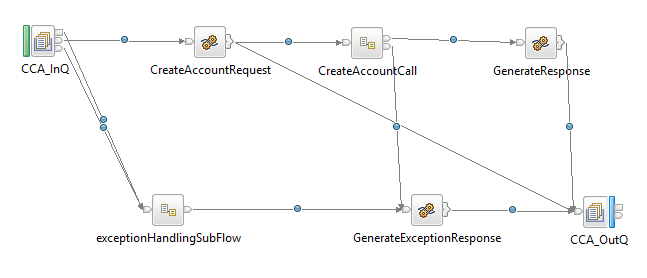 CCA_InQ
CreateAccountRequest
CreateAccountCall
GenerateResponse
exceptionHandlingSubFlow
GenerateExceptionResponse
CCA_OutQ